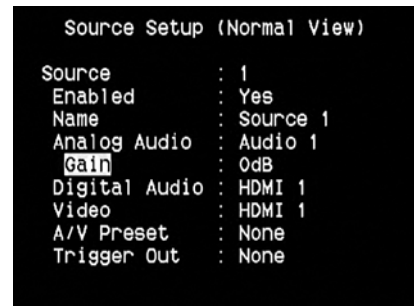 Source Setup (Normal View)
Source : 1
Enabled : Yes
Name : Source 1
Analog Audio : Audio 1
Gain : 0dB
Digital Audio : HDMI 1
Video : HDMI 1
A/V Preset : None
Trigger Out : None